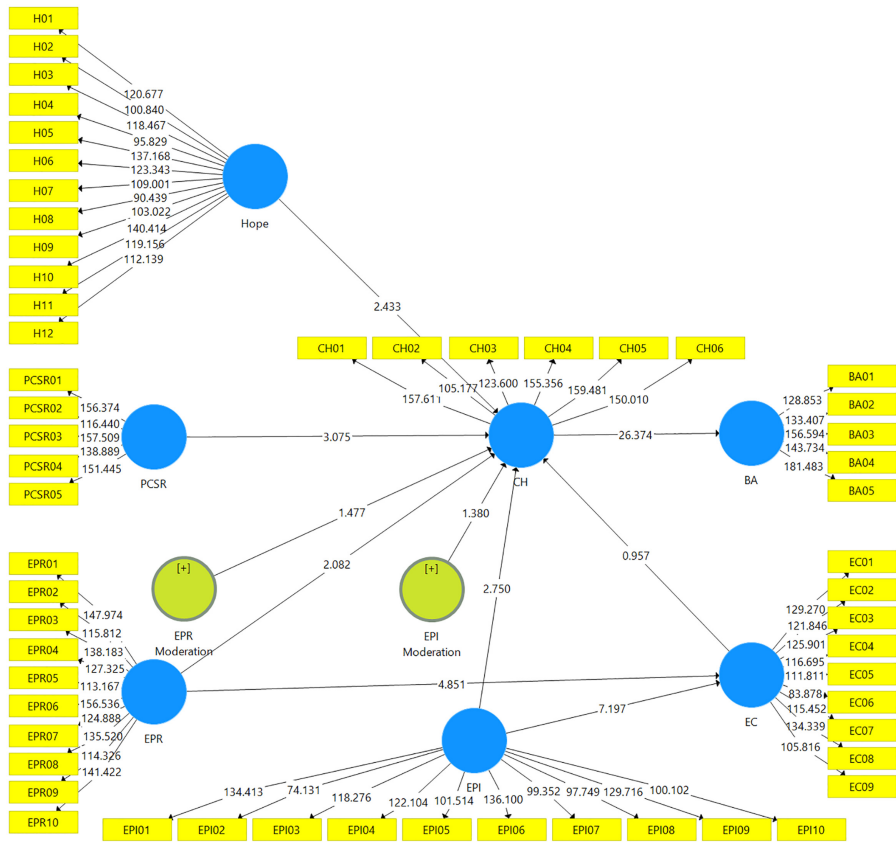 H01
H02
H03
H04
H05
H06
H07
H08
H09
H10
H11
H12
120.677
100.840
118.467
95.829
137.168
123.343
109.001
90.439
103.022
140.414
119.156
112.139
Hope
2.433
CH01
CH02
CH03
CH04
CH05
CH06
157.611
105.177
123.600
155.356
159.481
150.010
PCSR01
PCSR02
PCSR03
PCSR04
PCSR05
156.374
116.440
157.509
138.889
151.445
PCSR
3.075
CH
26.374
BA
128.853
133.407
156.594
143.734
181.483
BA01
BA02
BA03
BA04
BA05
1.477
2.082
1.380
2.750
0.957
[+]
EPR
Moderation
[+]
EPI
Moderation
EPR01
EPR02
EPR03
EPR04
EPR05
EPR06
EPR07
EPR08
EPR09
EPR10
147.974
115.812
138.183
127.325
113.167
156.536
124.888
135.520
114.326
141.422
EPR
4.851
7.197
EC
129.270
121.846
125.901
116.695
111.811
83.878
115.452
134.339
105.816
EC01
EC02
EC03
EC04
EC05
EC06
EC07
EC08
EC09
EPI
134.413
74.131
118.276
122.104
101.514
136.100
99.352
97.749
129.716
100.102
EPI01
EPI02
EPI03
EPI04
EPI05
EPI06
EPI07
EPI08
EPI09
EPI10